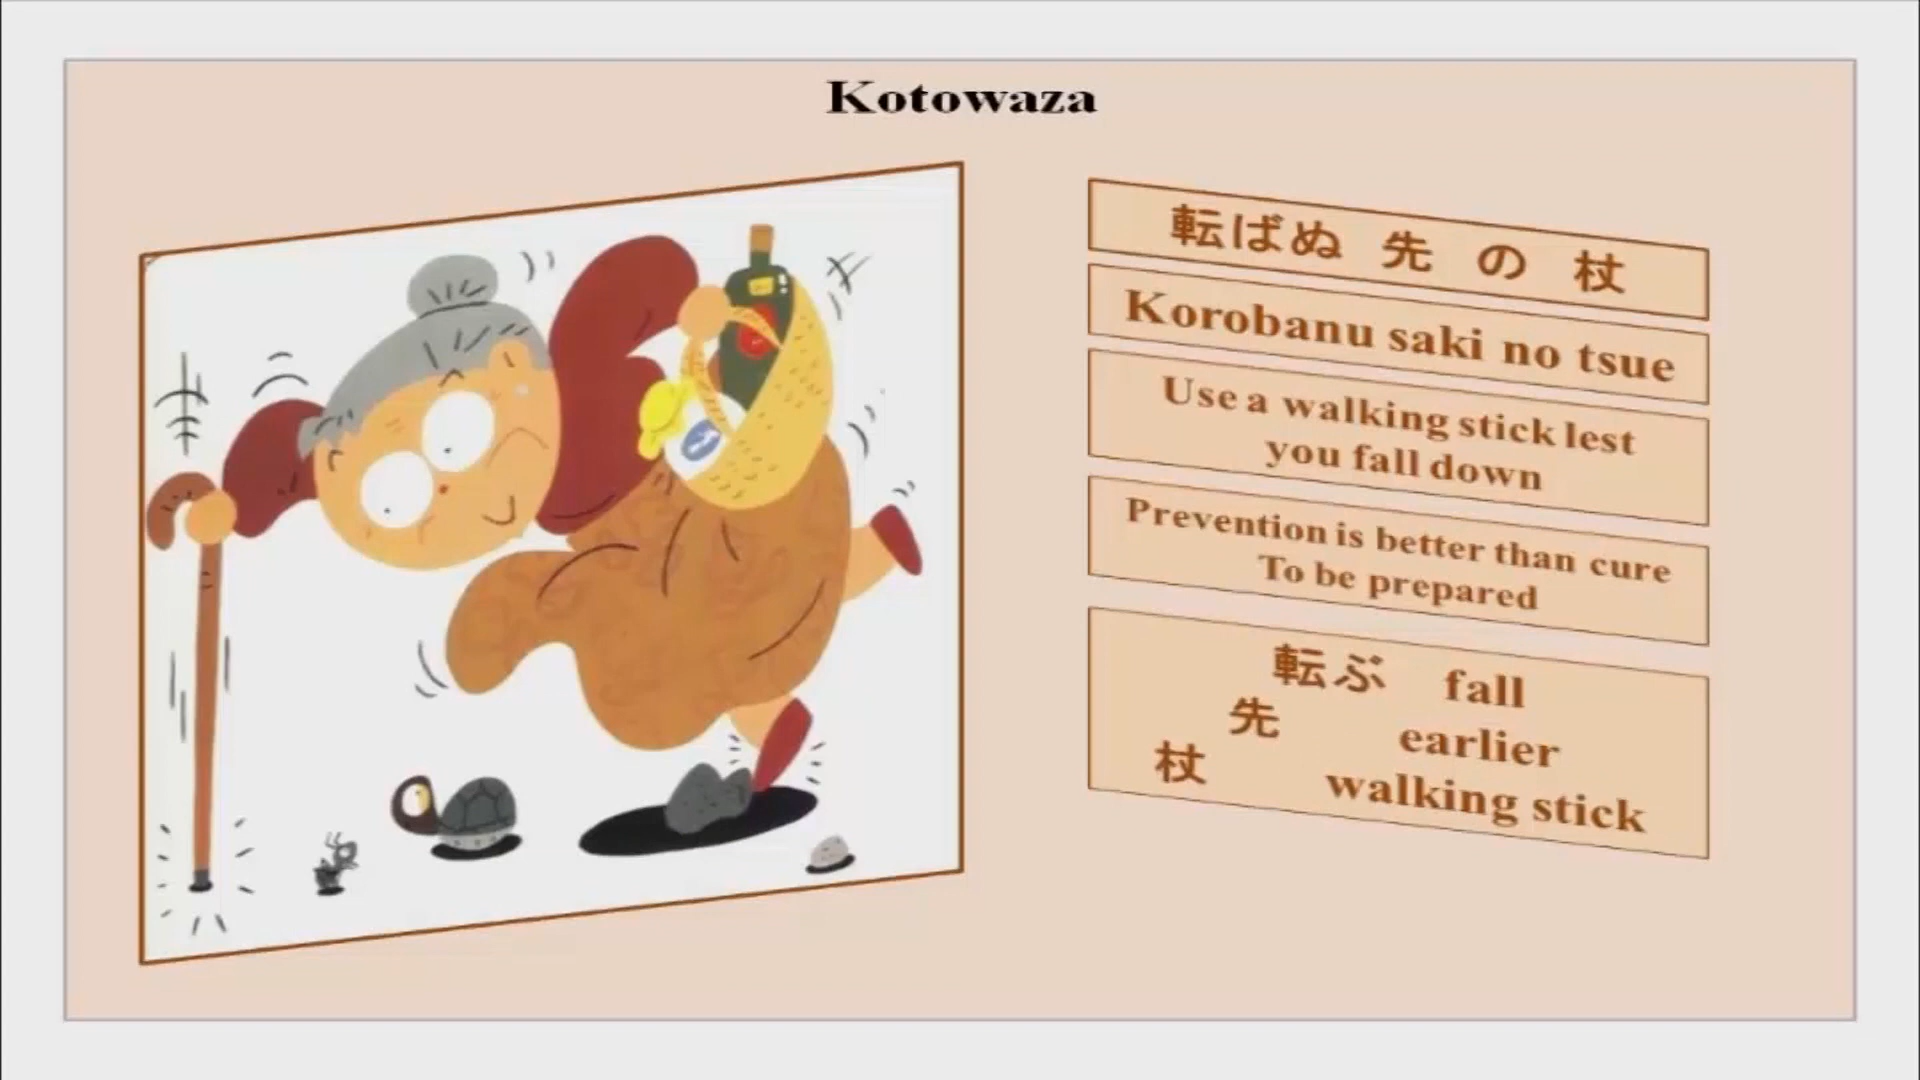 Kotowaza
転ばぬ 先 の 杖
Korobanu saki no tsue
Use a walking stick lest
you fall down
Prevention is better than cure
To be prepared
転ぶ fall
先 earlier
杖 walking stick